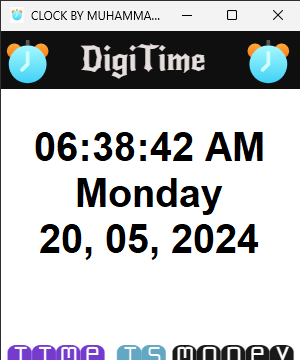 CLOCK BY MUHAMMA...
DigiTime
06:38:42 AM
Monday
20, 05, 2024
TIME IS MONEY